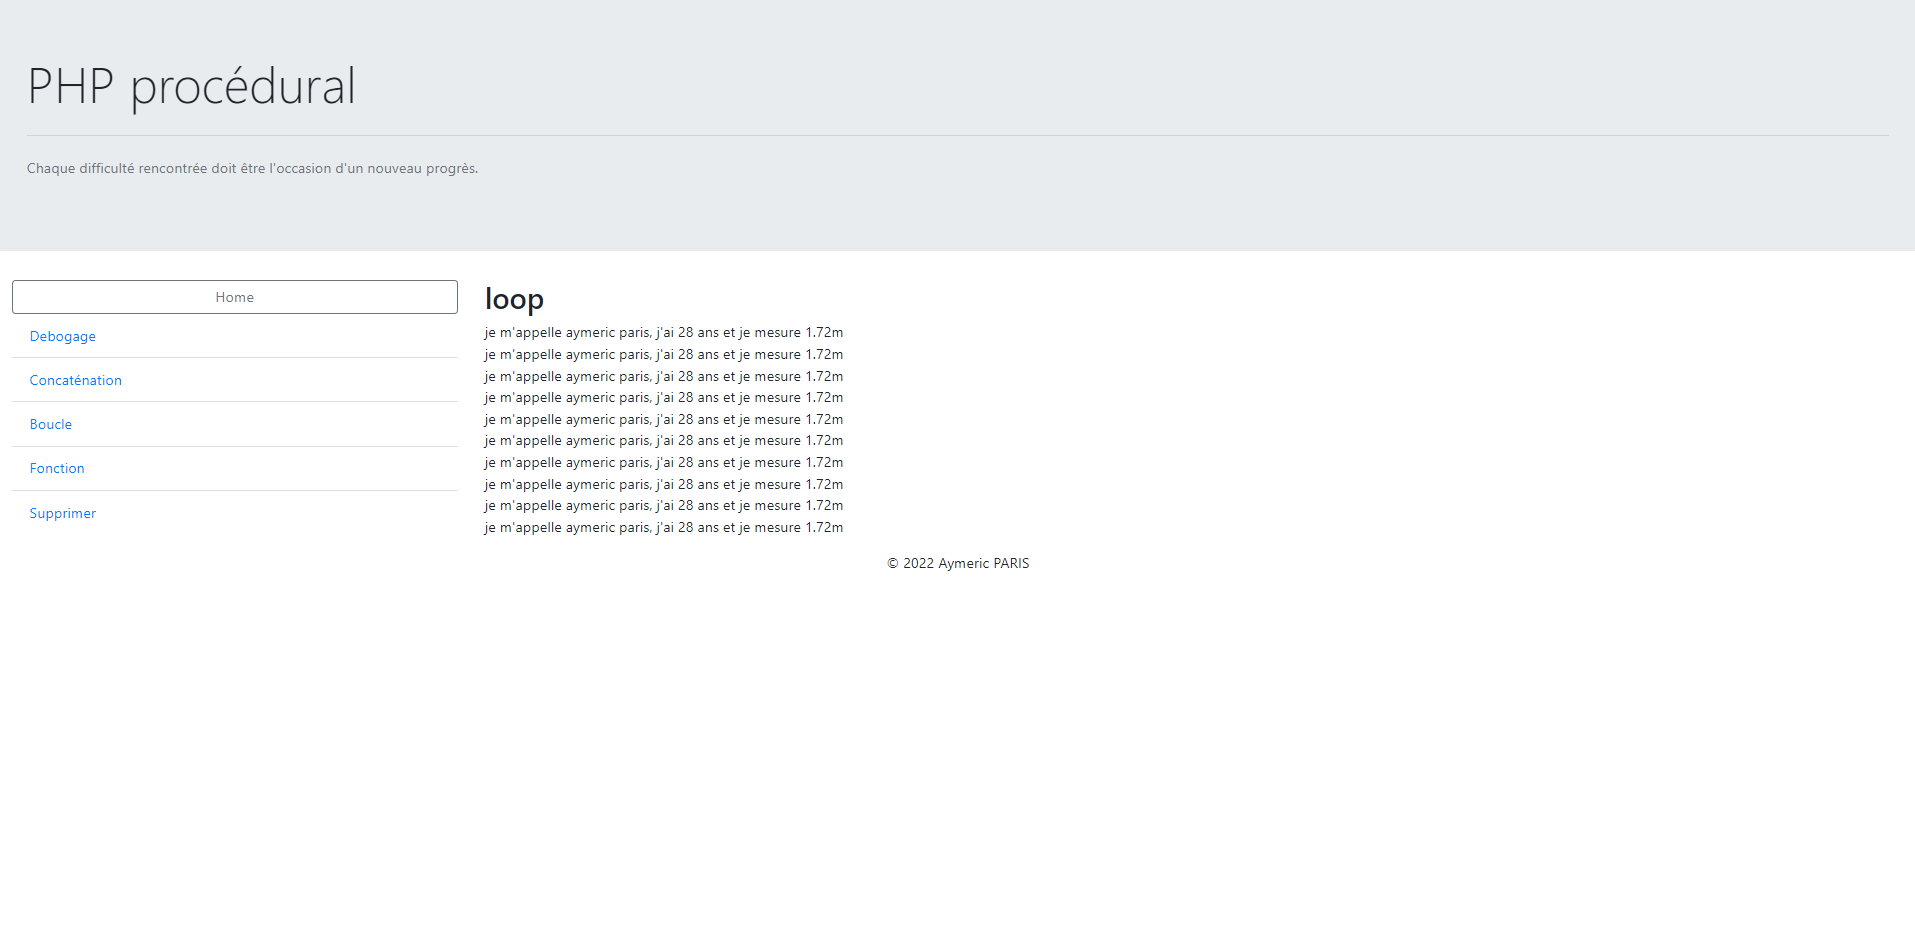 PHP procédural
Chaque difficulté rencontrée doit être l'occasion d'un nouveau progrès.
Home
Debogage
Concaténation
Boucle
Fonction
Supprimer
loop
je m'appelle aymeric paris, j'ai 28 ans et je mesure 1.72m
je m'appelle aymeric paris, j'ai 28 ans et je mesure 1.72m
je m'appelle aymeric paris, j'ai 28 ans et je mesure 1.72m
je m'appelle aymeric paris, j'ai 28 ans et je mesure 1.72m
je m'appelle aymeric paris, j'ai 28 ans et je mesure 1.72m
je m'appelle aymeric paris, j'ai 28 ans et je mesure 1.72m
je m'appelle aymeric paris, j'ai 28 ans et je mesure 1.72m
je m'appelle aymeric paris, j'ai 28 ans et je mesure 1.72m
je m'appelle aymeric paris, j'ai 28 ans et je mesure 1.72m
je m'appelle aymeric paris, j'ai 28 ans et je mesure 1.72m
© 2022 Aymeric PARIS